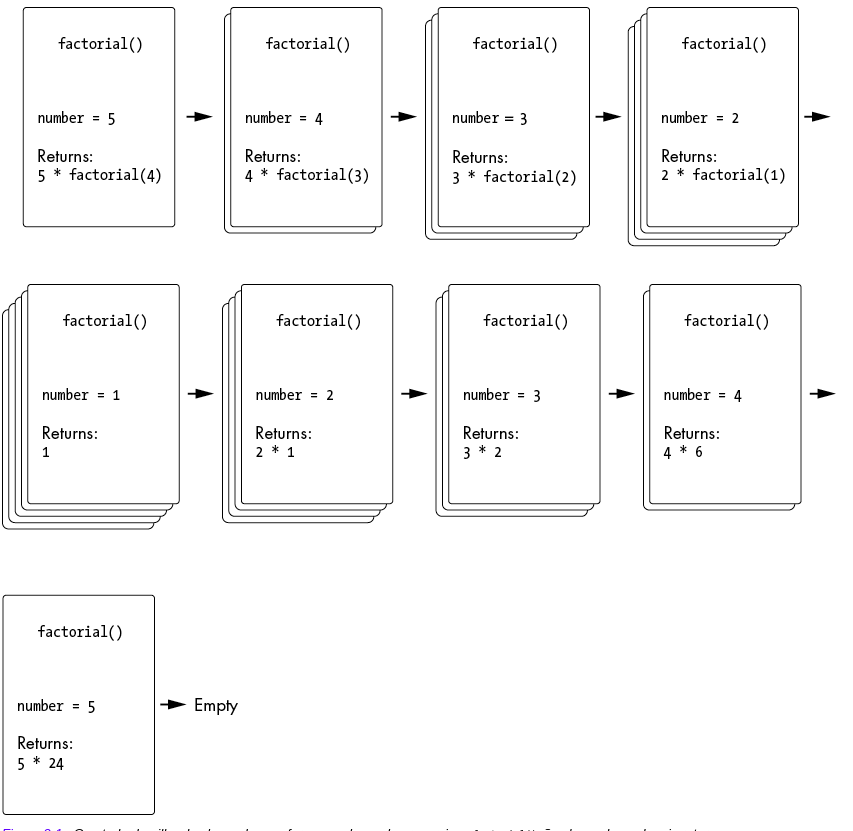 factorial()
number = 5
Returns:
5 * factorial(4)
factorial()
number = 4
Returns:
4 * factorial(3)
factorial()
number = 3
Returns:
3 * factorial(2)
factorial()
number = 2
Returns:
2 * factorial(1)
factorial()
number = 1
Returns:
1
factorial()
number = 2
Returns:
2 * 1
factorial()
number = 3
Returns:
3 * 2
factorial()
number = 4
Returns:
4 * 6
factorial()
number = 5
Returns:
5 * 24
Empty